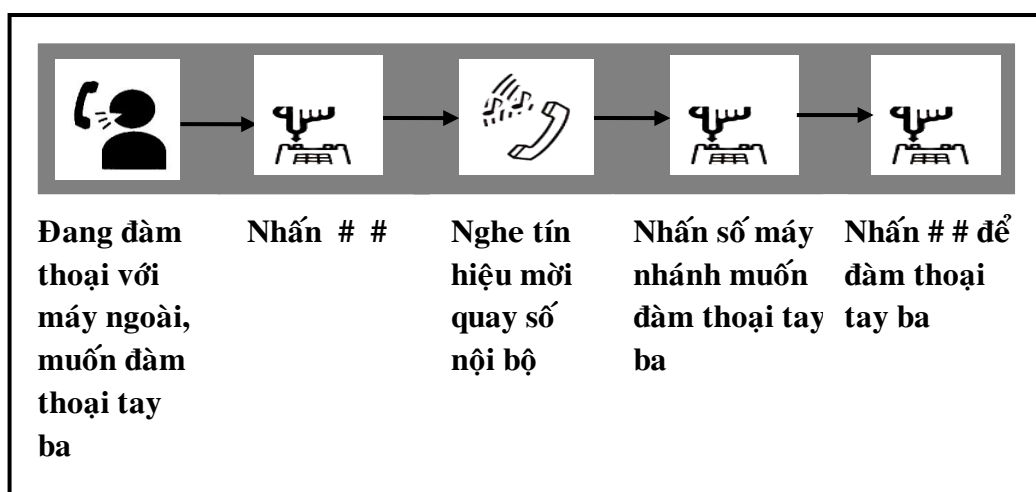 Đang đàm
thoại với
máy ngoài,
muốn đàm
thoại tay
ba
Nhấn # #
Nghe tín
hiệu mời
quay số
nội bộ
Nhấn số máy
nhánh muốn
đàm thoại tay
ba
Nhấn # # để
đàm thoại
tay ba